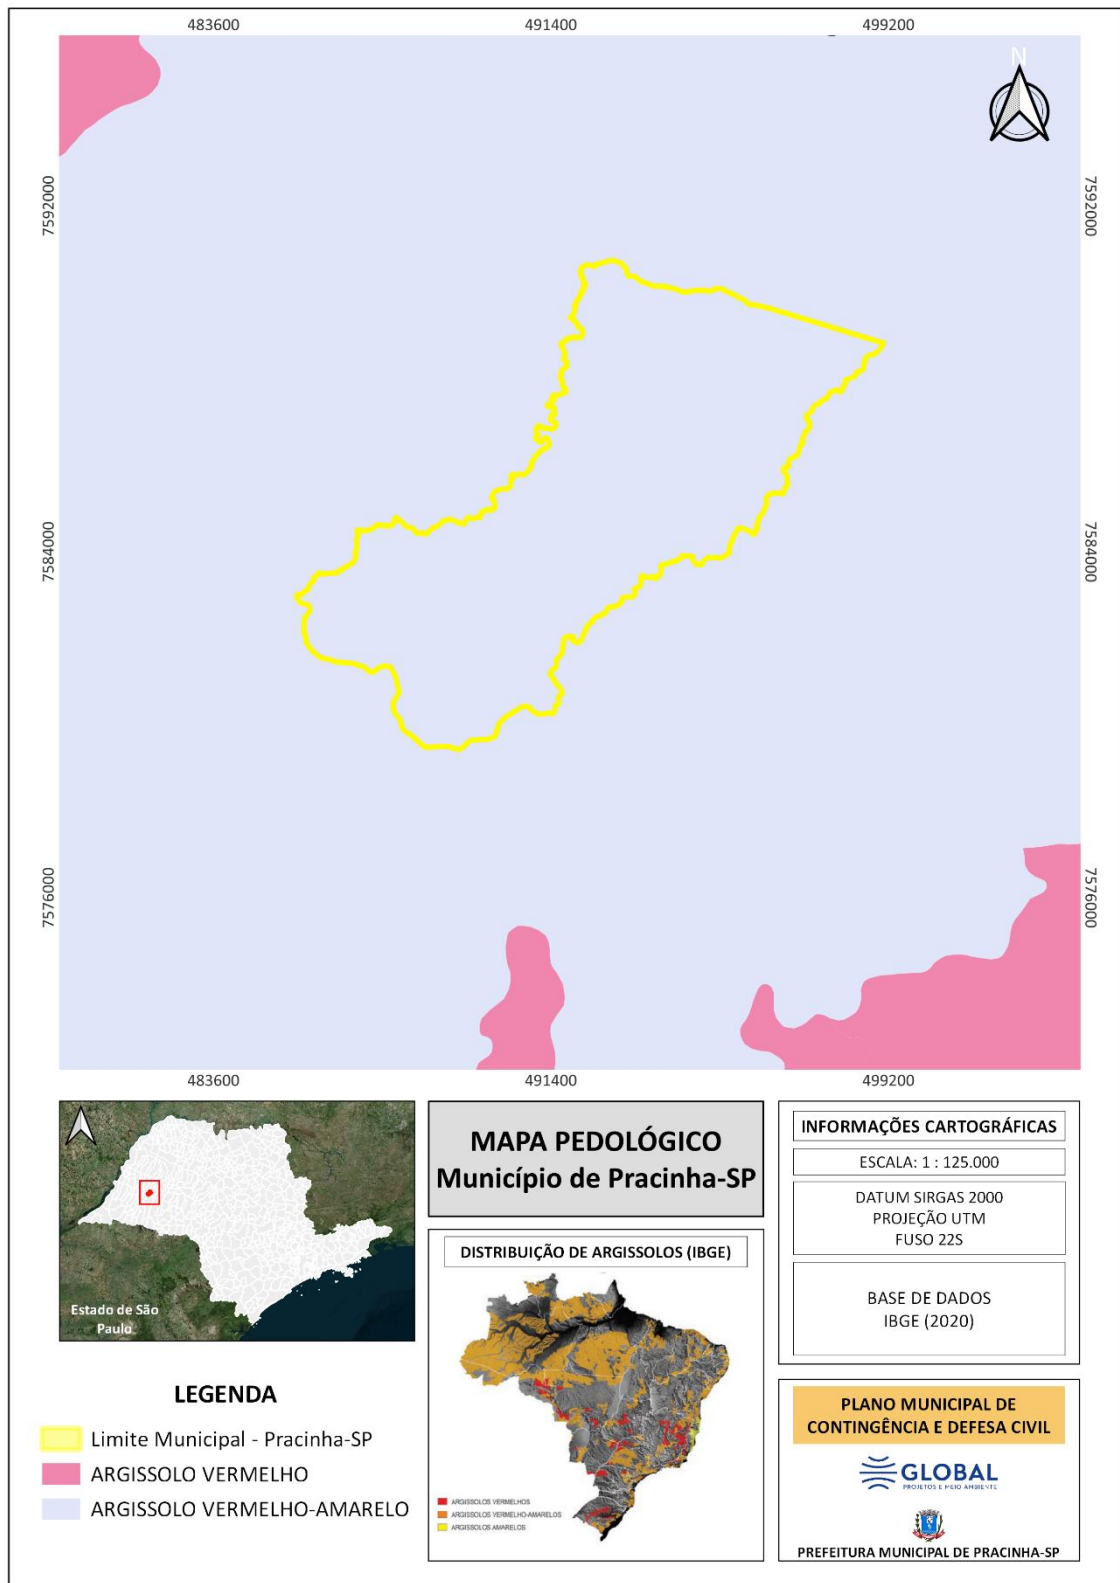 483600
491400
499200
N
7592000
7592000
7584000
7584000
7576000
7576000
483600
491400
499200
Estado de São
Paulo
MAPA PEDOLÓGICO
Município de Pracinha-SP
DISTRIBUIÇÃO DE ARGISSOLOS (IBGE)
ARGISSOLOS VERMELHOS
ARGISSOLOS VERMELHO-AMARELOS
ARGISSOLOS AMARELOS
INFORMAÇÕES CARTOGRÁFICAS
ESCALA: 1 : 125.000
DATUM SIRGAS 2000
PROJEÇÃO UTM
FUSO 22S
BASE DE DADOS
IBGE (2020)
LEGENDA
Limite Municipal - Pracinha-SP
ARGISSOLO VERMELHO
ARGISSOLO VERMELHO-AMARELO
PLANO MUNICIPAL DE
CONTINGÊNCIA E DEFESA CIVIL
GLOBAL
PROJETOS E MEIO AMBIENTE
PREFEITURA MUNICIPAL DE PRACINHA-SP